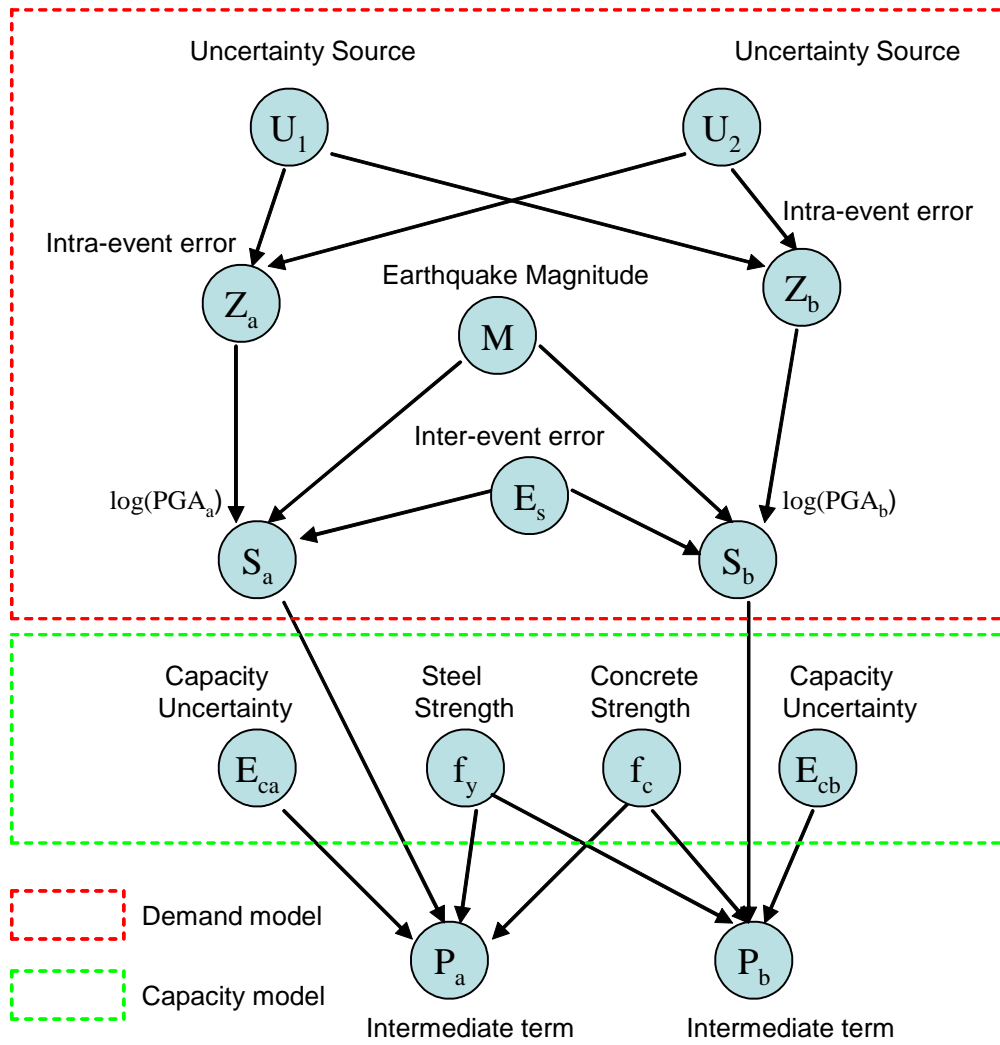 Uncertainty Source
Uncertainty Source
U1
U2
Intra-event error
Intra-event error
Za
Zb
Earthquake Magnitude
M
Inter-event error
Es
log(PGAa)
log(PGAb)
Sa
Sb
Capacity
Uncertainty
Steel
Strength
Concrete
Strength
Capacity
Uncertainty
Eca
fy
fc
Ecb
Demand model
Capacity model
Pa
Pb
Intermediate term
Intermediate term